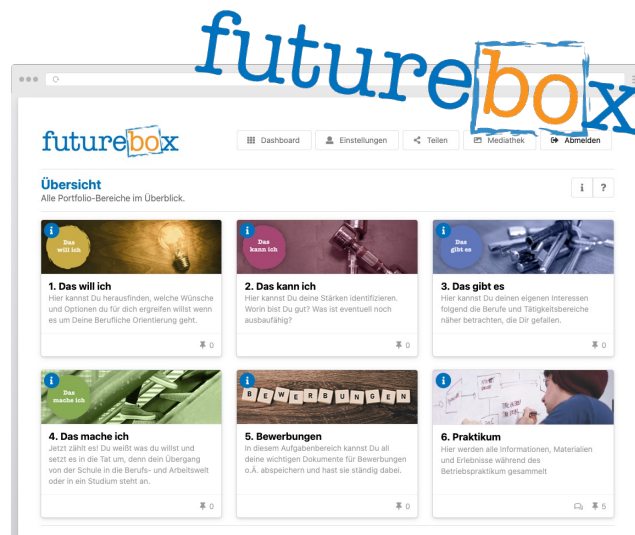 futurebox
futurebox
Dashboard
Einstellungen
Teilen
Mediathek
Abmelden
Übersicht
Alle Portfolio-Bereiche im Überblick.
i ?
i
Das
will ich
1. Das will ich
Hier kannst Du herausfinden, welche Wünsche
und Optionen du für dich ergreifen willst wenn
es um Deine Berufliche Orientierung geht.
0
i
Das
kann ich
2. Das kann ich
Hier kannst Du deine Stärken identifizieren.
Worin bist Du gut? Was ist eventuell noch
ausbaufähig?
0
i
Das
gibt es
3. Das gibt es
Hier kannst Du deinen eigenen Interessen
folgend die Berufe und Tätigkeitsbereiche
näher betrachten, die Dir gefallen.
0
i
Das
mache ich
4. Das mache ich
Jetzt zählt es! Du weißt was du willst und
setzt es in die Tat um, denn dein Übergang
von der Schule in die Berufs- und Arbeitswelt
oder in ein Studium steht an.
0
i
BEWERBUNGEN
5. Bewerbungen
In diesem Aufgabenbereich kannst Du all
deine wichtigen Dokumente für Bewerbungen
o.Ä. abspeichern und hast sie ständig dabei.
0
i
6. Praktikum
Hier werden alle Informationen, Materialien
und Erlebnisse während des
Betriebspraktikum gesammelt
5